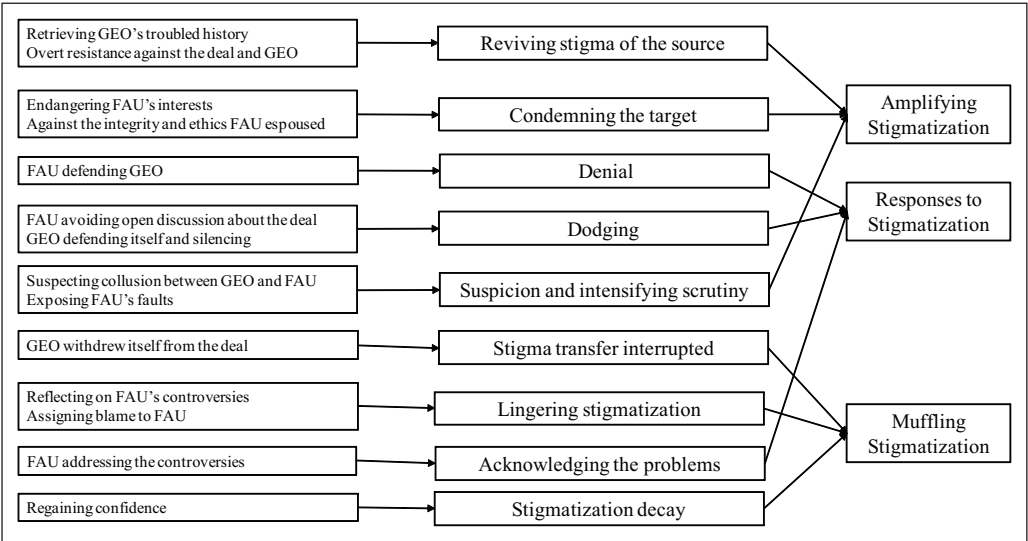 Retrieving GEO's troubled history
Overt resistance against the deal and GEO
Reviving stigma of the source
Endangering FAU's interests
Against the integrity and ethics FAU espoused
Condemning the target
FAU defending GEO
Denial
FAU avoiding open discussion about the deal
GEO defending itself and silencing
Dodging
Suspecting collusion between GEO and FAU
Exposing FAU's faults
Suspicion and intensifying scrutiny
GEO withdrew itself from the deal
Stigma transfer interrupted
Reflecting on FAU's controversies
Assigning blame to FAU
Lingering stigmatization
FAU addressing the controversies
Acknowledging the problems
Regaining confidence
Stigmatization decay
Amplifying
Stigmatization
Responses to
Stigmatization
Muffling
Stigmatization